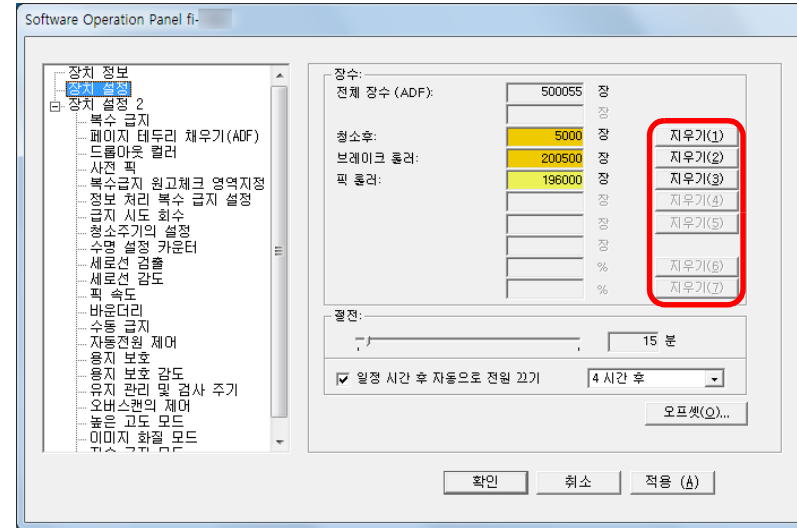 Software Operation Panel fi-
장치 정보
장치 설정
장치 설정 2
복수 급지
페이지 테두리 채우기(ADF)
드롭아웃 컬러
사전 픽
복수급지 원고체크 영역지정
정보 처리 복수 급지 설정
급지 시도 회수
청소주기의 설정
수명 설정 카운터
세로선 검출
세로선 감도
픽 속도
바운더리
수동 급지
자동전원 제어
용지 보호
용지 보호 감도
유지 관리 및 검사 주기
오버스캔의 제어
높은 고도 모드
이미지 화질 모드
장수:
전체 장수 (ADF): 500055 장
장
청소후: 5000 장 지우기(1)
브레이크 롤러: 200500 장 지우기(2)
픽 롤러: 196000 장 지우기(3)
장 지우기(4)
장 지우기(5)
장
% 지우기(6)
% 지우기(7)
절전:
15 분
일정 시간 후 자동으로 전원 끄기 4 시간 후
오프셋(O)...
확인 취소 적용 (A)